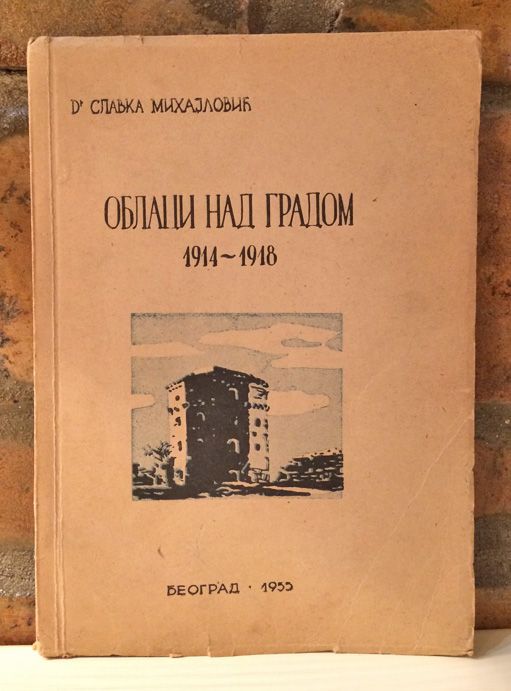 Dr СЛАВКА МИХАЈЛОВИЋ
ОБЛАЦИ НАД ГРАДОМ
1914~1918
БЕОГРАД · 1955